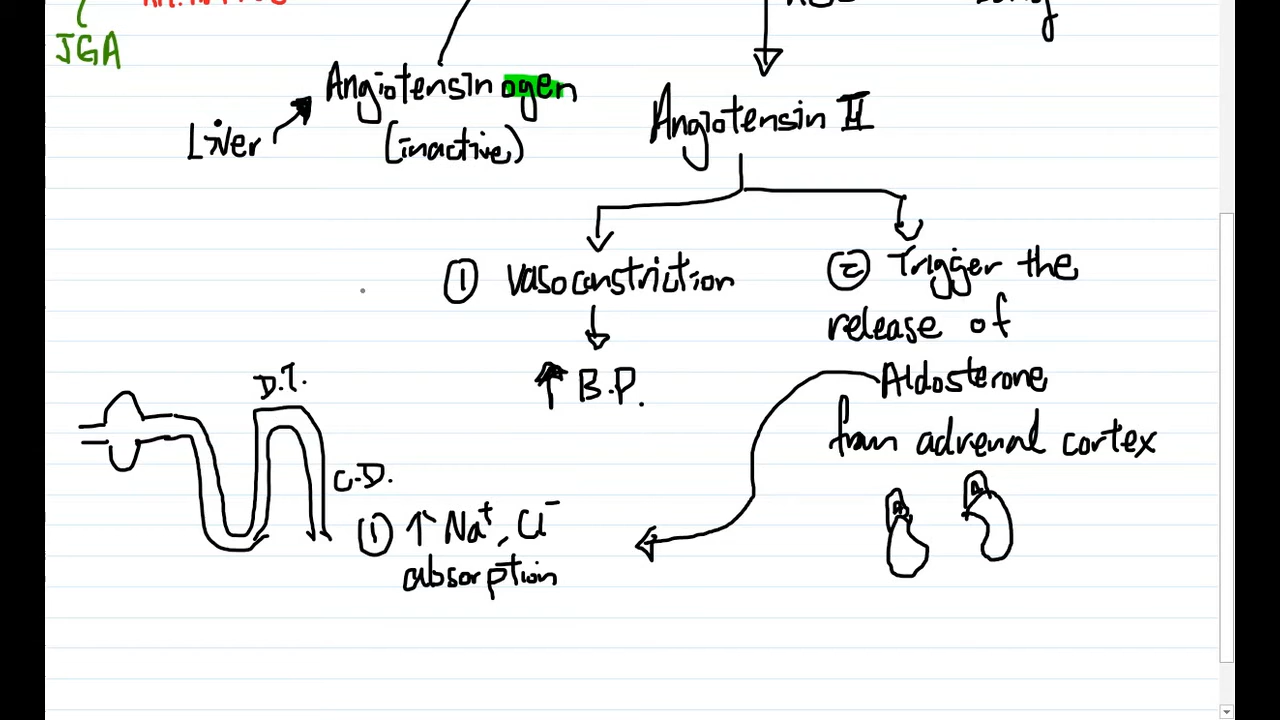 JGA
Angiotensinogen
Liver
(inactive)
Angiotensin II
① Vasoconstriction
② Trigger the
release of
Aldosterone
from adrenal cortex
↑ B.P.
D.T.
C.D.
① ↑ Na⁺, Cl⁻
absorption